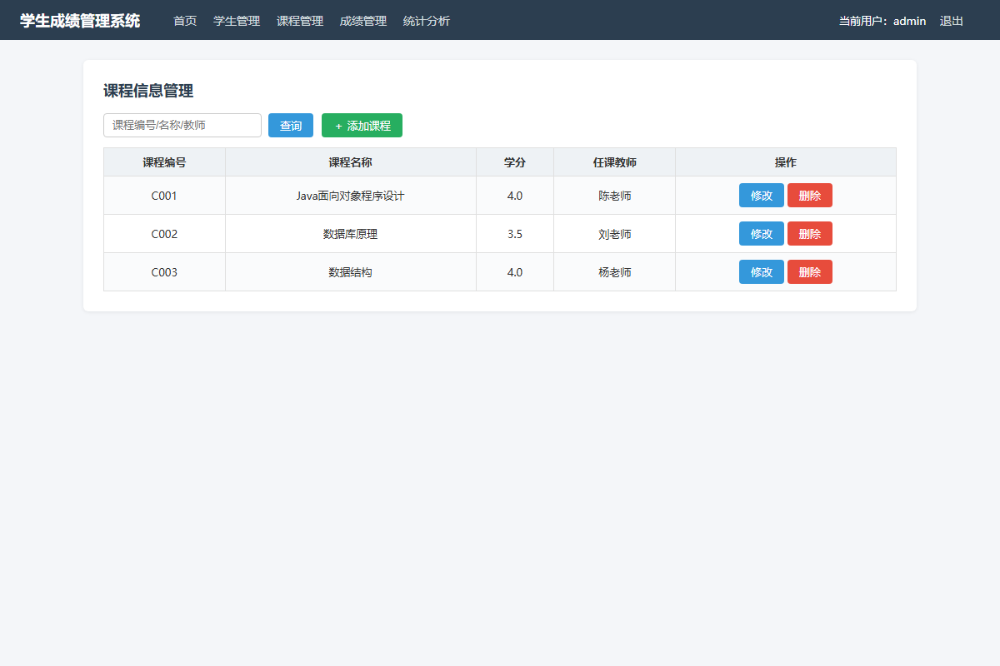 学生成绩管理系统 首页 学生管理 课程管理 成绩管理 统计分析 当前用户：admin 退出
课程信息管理
课程编号/名称/教师 查询 + 添加课程
课程编号 课程名称 学分 任课教师 操作
C001 Java面向对象程序设计 4.0 陈老师 修改 删除
C002 数据库原理 3.5 刘老师 修改 删除
C003 数据结构 4.0 杨老师 修改 删除